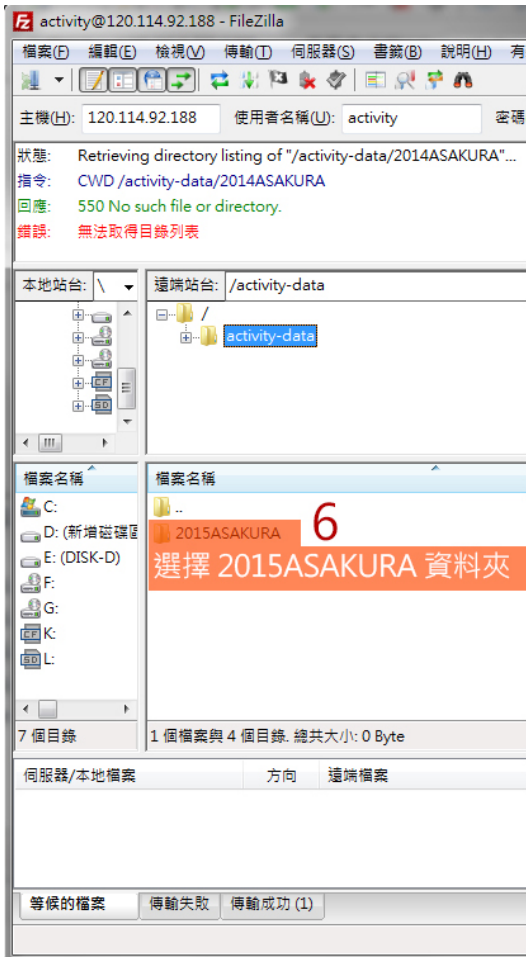 activity@120.114.92.188 - FileZilla
檔案(F) 編輯(E) 檢視(V) 傳輸(T) 伺服器(S) 書籤(B) 說明(H) 有
主機(H): 120.114.92.188 使用者名稱(U): activity 密碼
狀態: Retrieving directory listing of "/activity-data/2014ASAKURA"...
指令: CWD /activity-data/2014ASAKURA
回應: 550 No such file or directory.
錯誤: 無法取得目錄列表
本地站台: \ 遠端站台: /activity-data
/
activity-data
CF
SD
檔案名稱 檔案名稱
C: ..
D: (新增磁碟區 2015ASAKURA 6
E: (DISK-D) 選擇 2015ASAKURA 資料夾
F:
G:
CF K:
SD L:
7 個目錄 1 個檔案與 4 個目錄. 總共大小: 0 Byte
伺服器/本地檔案 方向 遠端檔案
等候的檔案 傳輸失敗 傳輸成功 (1)